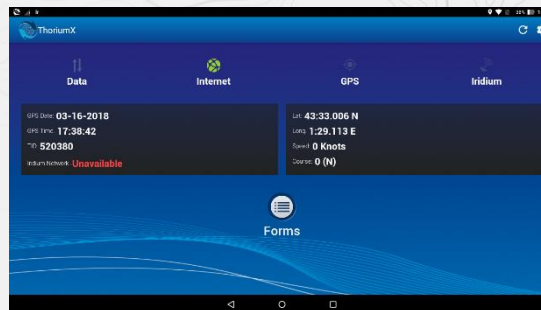 ThoriumX
Data
Internet
GPS
Iridium
GPS Date: 03-16-2018
GPS Time: 17:38:42
TID: 520380
Iridium Network: Unavailable
Lat: 43:33.006 N
Long: 1:29.113 E
Speed: 0 Knots
Course: 0 (N)
Forms